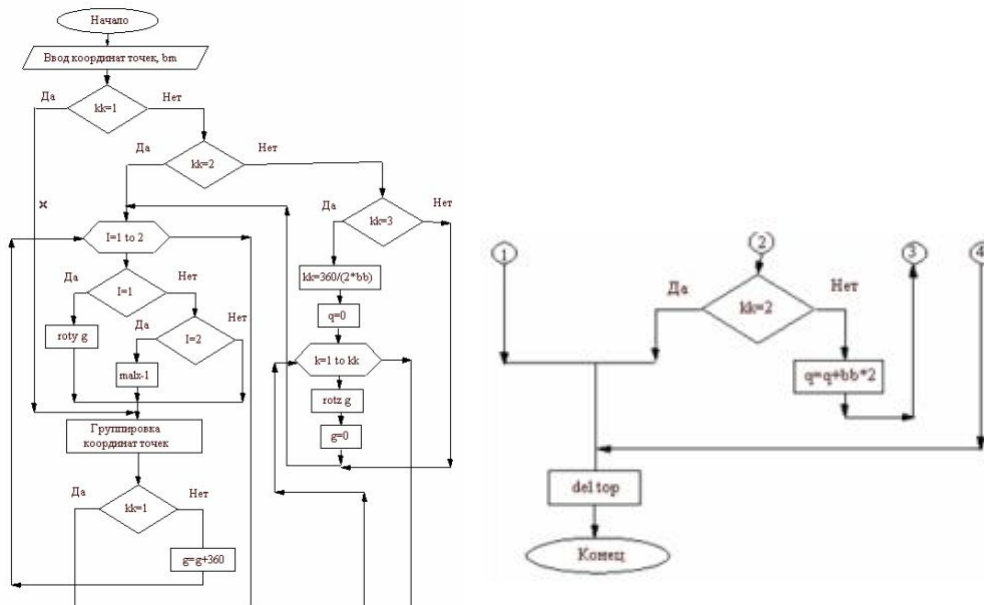 Начало
Ввод координат точек, bm
Да
Нет
kk=1
Да
Нет
kk=2
Да
Нет
kk=3
x
I=1 to 2
kk=360/(2*bb)
Да
Нет
I=1
q=0
Да
Нет
roty g
I=2
k=1 to kk
malx-1
rotz g
Группировка
координат точек
g=0
Да
Нет
kk=1
g=g+360
1
2
3
4
Да
Нет
kk=2
q=q+bb*2
del top
Конец